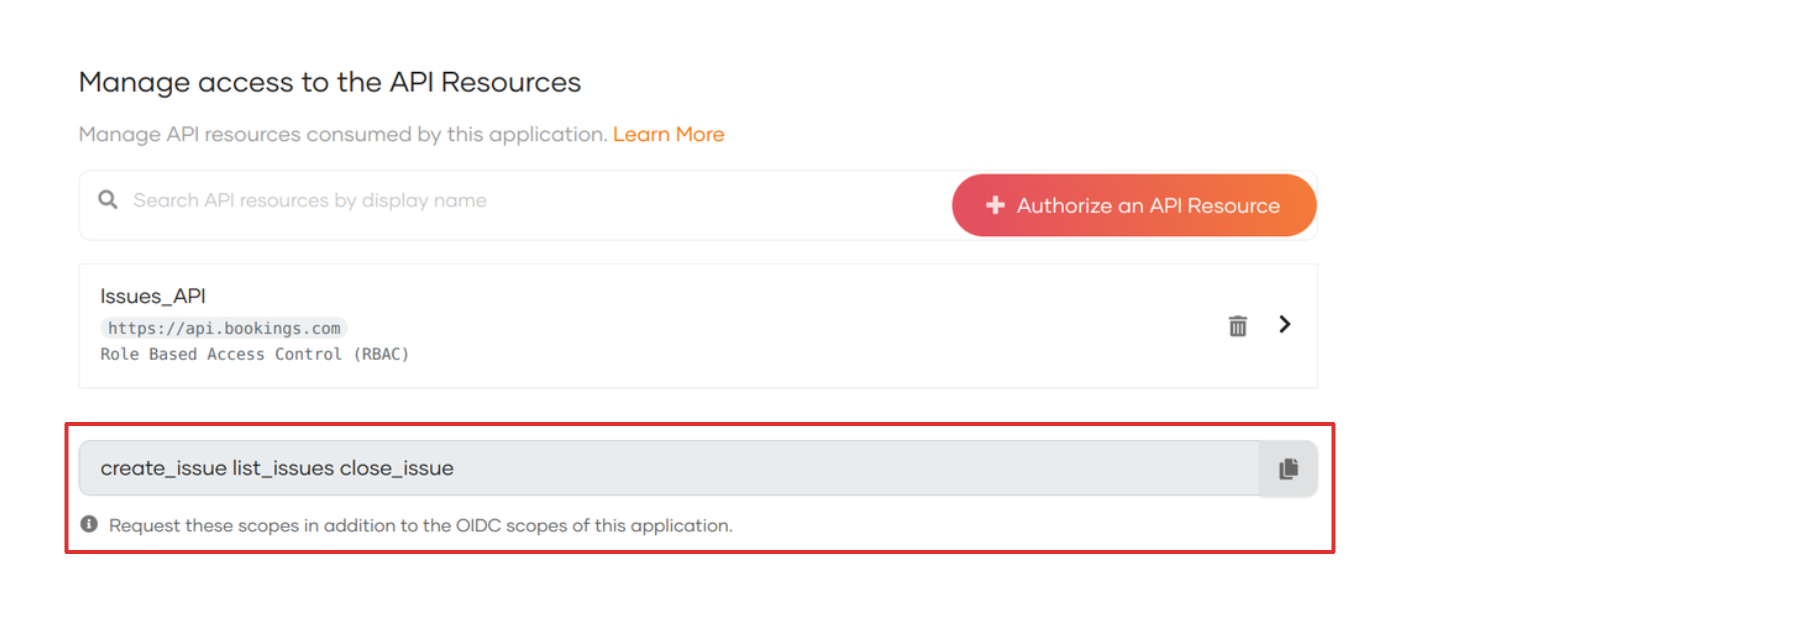 Manage access to the API Resources
Manage API resources consumed by this application. Learn More
Search API resources by display name
Authorize an API Resource
Issues_API
https://api.bookings.com
Role Based Access Control (RBAC)
create_issue list_issues close_issue
Request these scopes in addition to the OIDC scopes of this application.